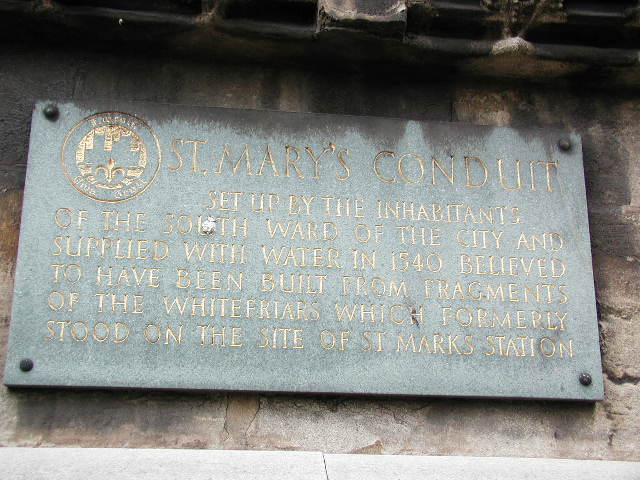 ST. MARY'S CONDUIT
SET UP BY THE INHABITANTS
OF THE SOUTH WARD OF THE CITY AND
SUPPLIED WITH WATER IN 1540 BELIEVED
TO HAVE BEEN BUILT FROM FRAGMENTS
OF THE WHITEFRIARS WHICH FORMERLY
STOOD ON THE SITE OF ST MARKS STATION